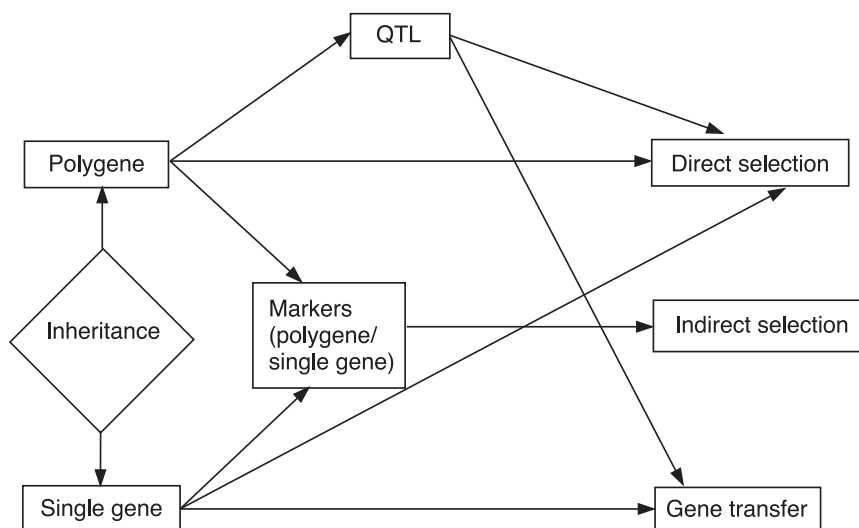 QTL
Polygene
Direct selection
Inheritance
Markers
(polygene/
single gene)
Indirect selection
Single gene
Gene transfer